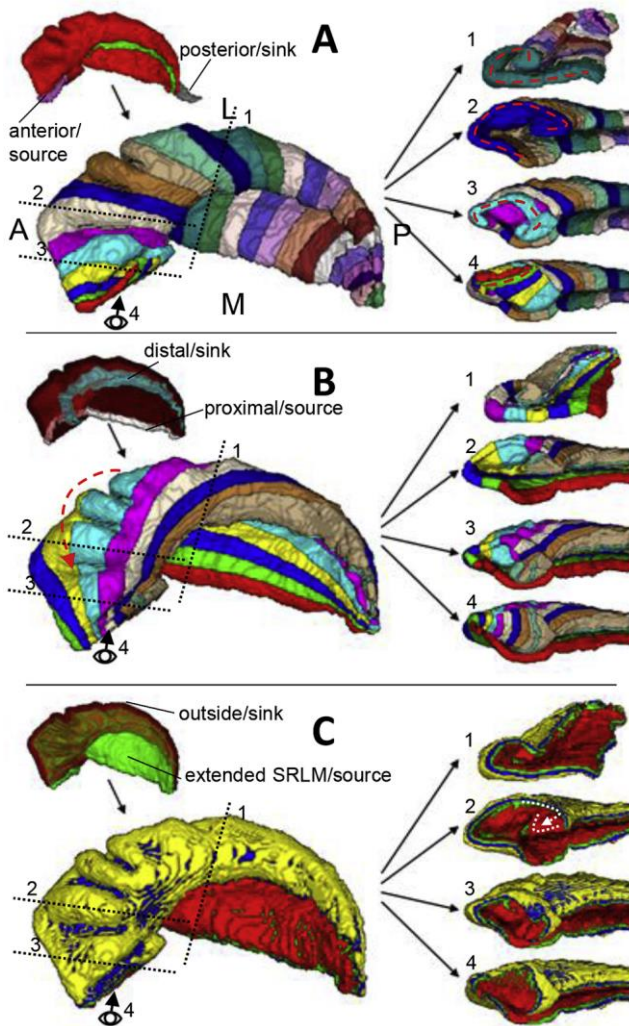 A
posterior/sink
anterior/
source
L
1
2
A
3
P
4
M
1
2
3
4
B
distal/sink
proximal/source
1
2
3
4
1
2
3
4
C
outside/sink
extended SRLM/source
1
2
3
4
1
2
3
4